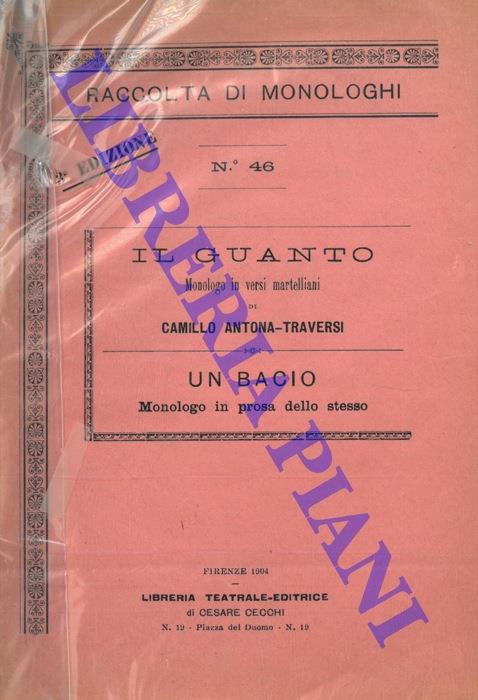 RACCOLTA DI MONOLOGHI
2ª EDIZIONE
N.º 46
IL GUANTO
Monologo in versi martelliani
DI
CAMILLO ANTONA-TRAVERSI
UN BACIO
Monologo in prosa dello stesso
FIRENZE 1904
LIBRERIA TEATRALE-EDITRICE
di CESARE CECCHI
N. 19 - Piazza del Duomo - N. 19
LIBRERIA PIANI